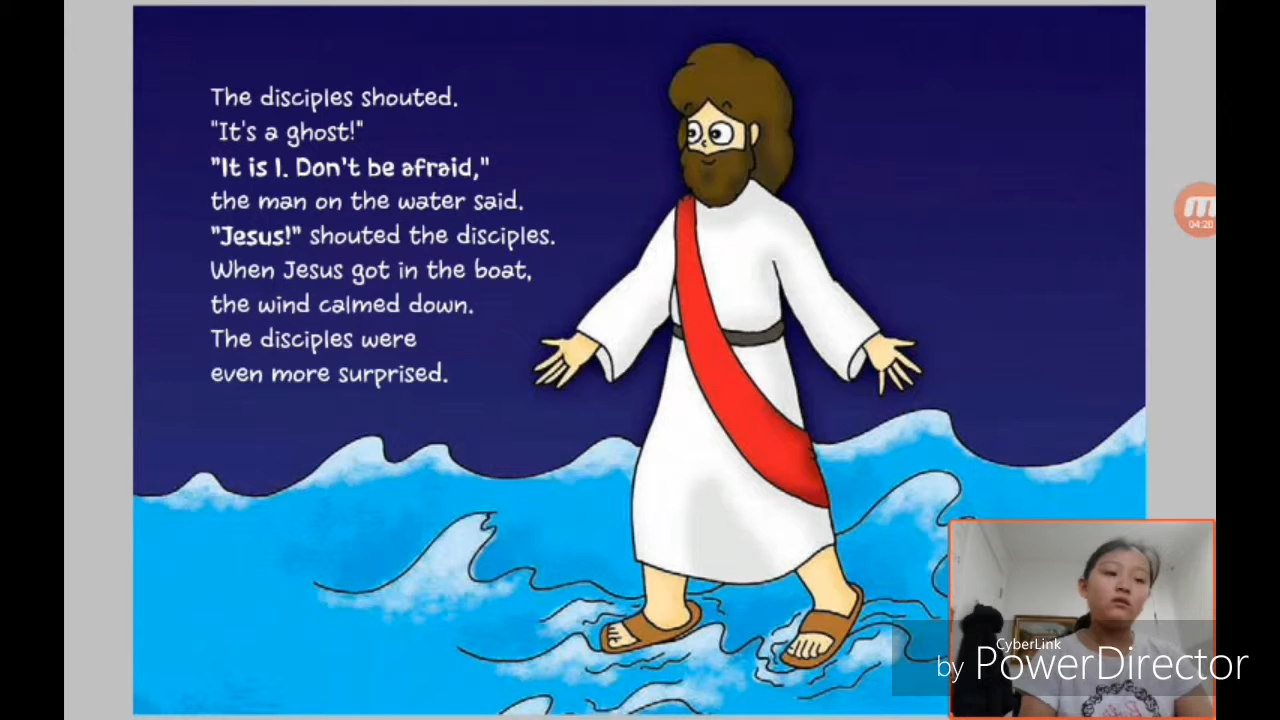 The disciples shouted.
"It's a ghost!"
"It is I. Don't be afraid,"
the man on the water said.
"Jesus!" shouted the disciples.
When Jesus got in the boat,
the wind calmed down.
The disciples were
even more surprised.
04:20
CyberLink
by PowerDirector